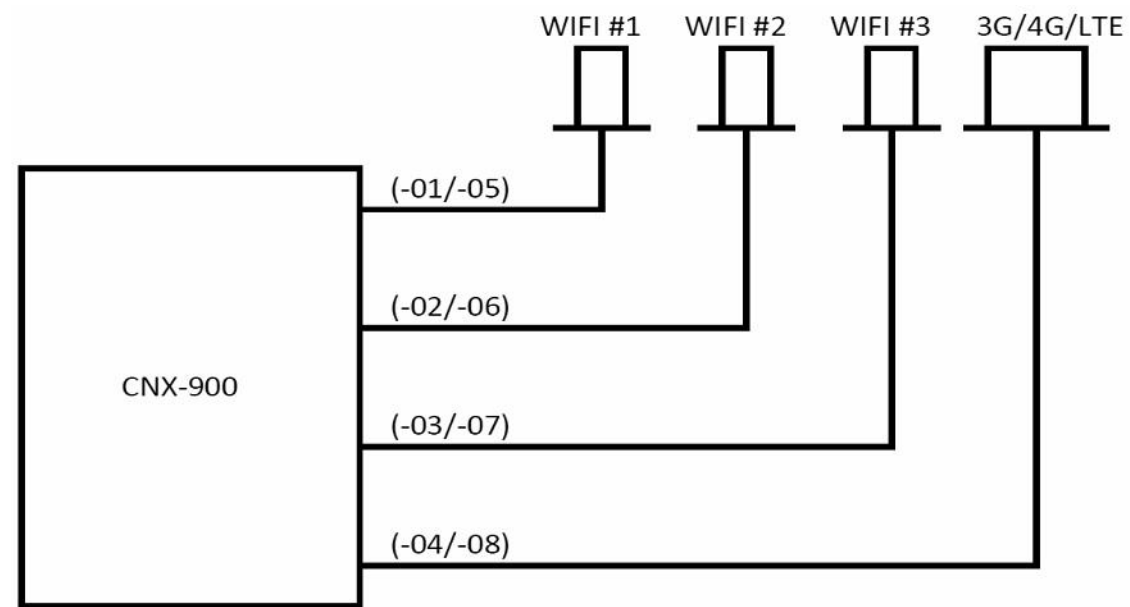 WIFI #1 WIFI #2 WIFI #3 3G/4G/LTE
(-01/-05)
(-02/-06)
CNX-900
(-03/-07)
(-04/-08)